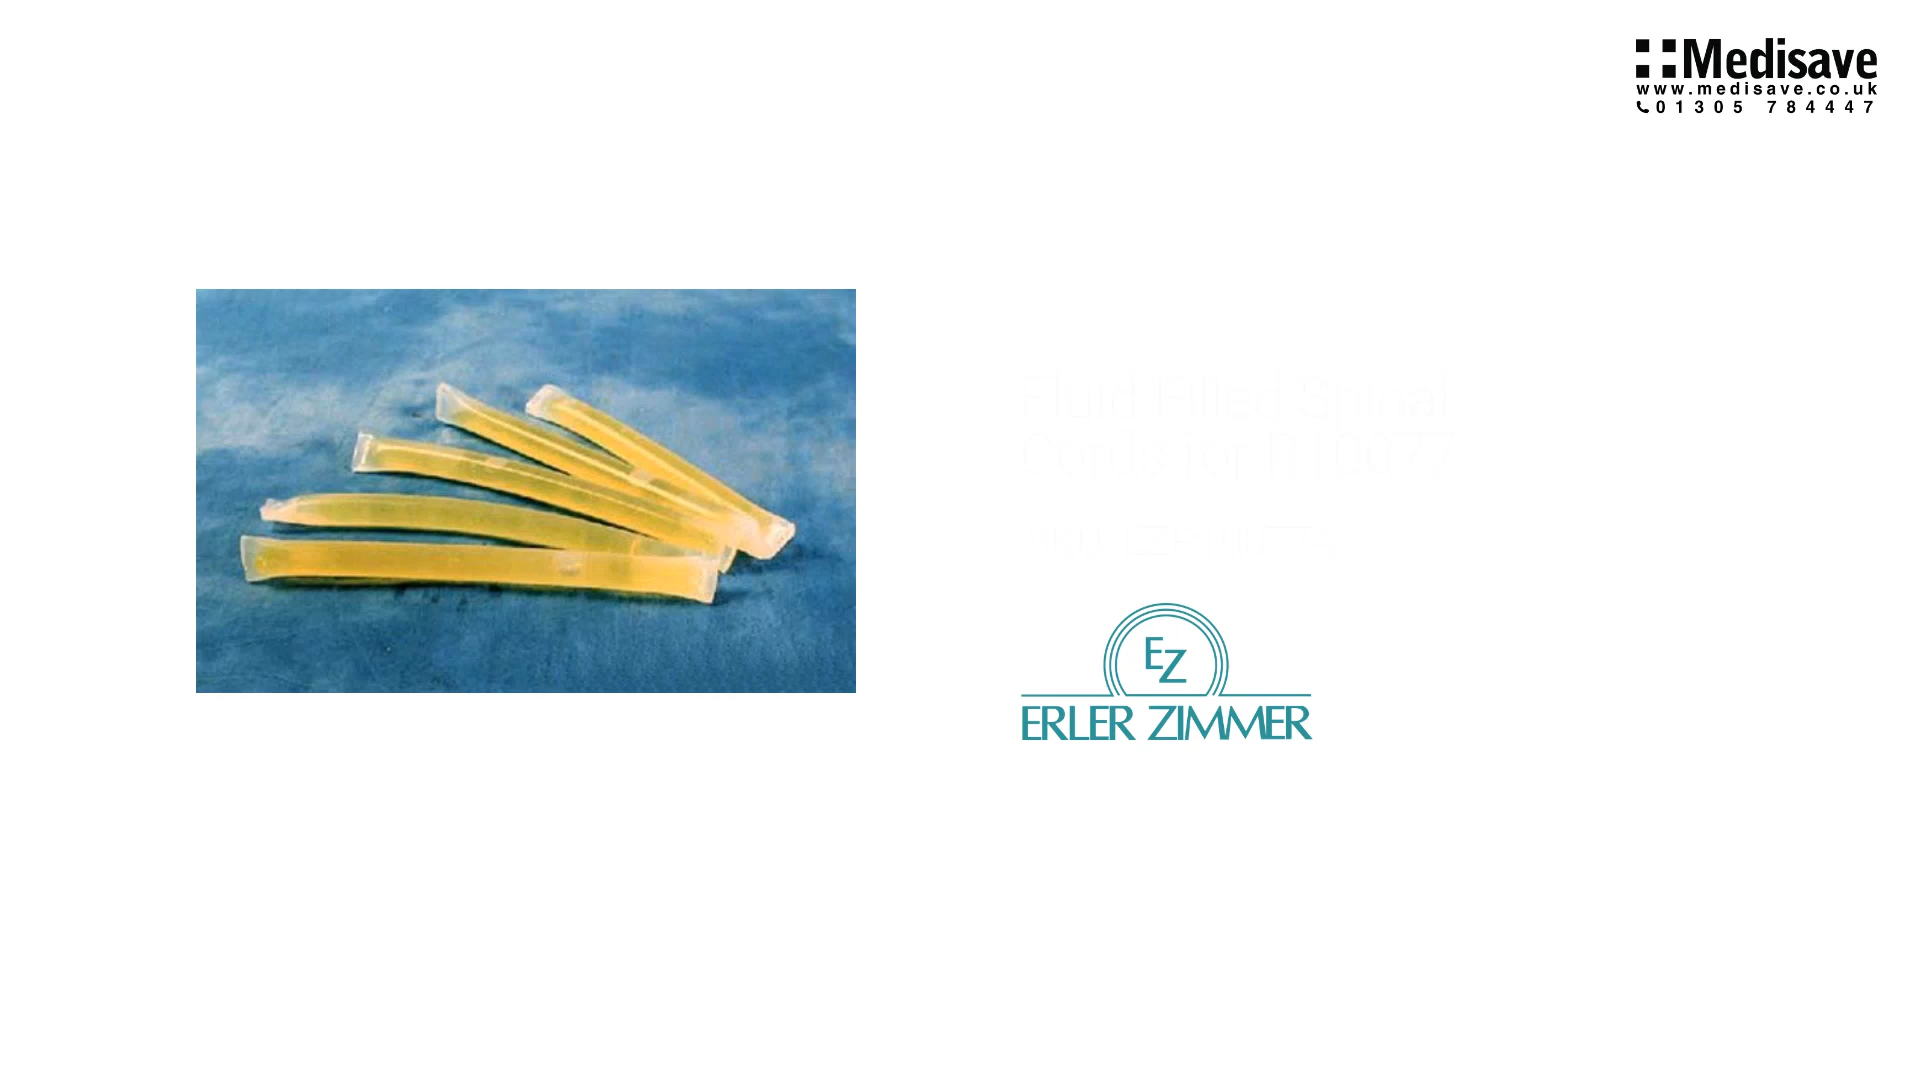 Medisave
www.medisave.co.uk
01305 784447
Fluid Filled Spinal
Cords for R10077
EZ
ERLER ZIMMER